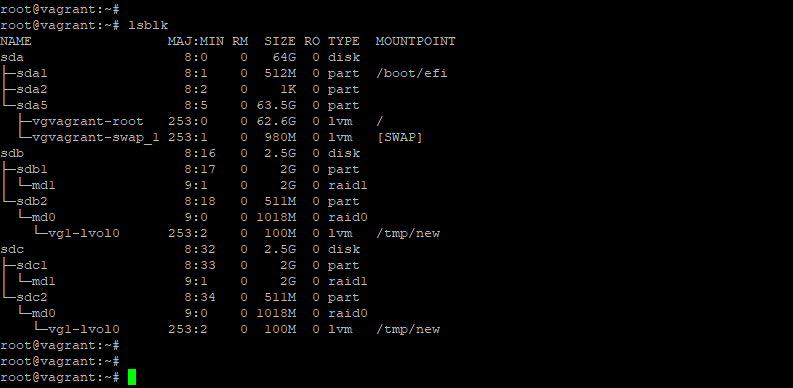 root@vagrant:~#
root@vagrant:~# lsblk
NAME                 MAJ:MIN RM  SIZE RO TYPE  MOUNTPOINT
sda                    8:0    0   64G  0 disk
├─sda1                 8:1    0  512M  0 part  /boot/efi
├─sda2                 8:2    0    1K  0 part
└─sda5                 8:5    0 63.5G  0 part
  ├─vgvagrant-root   253:0    0 62.6G  0 lvm   /
  └─vgvagrant-swap_1 253:1    0  980M  0 lvm   [SWAP]
sdb                    8:16   0  2.5G  0 disk
├─sdb1                 8:17   0    2G  0 part
│ └─md1                9:1    0    2G  0 raid1
└─sdb2                 8:18   0  511M  0 part
  └─md0                9:0    0 1018M  0 raid0
    └─vg1-lvol0      253:2    0  100M  0 lvm   /tmp/new
sdc                    8:32   0  2.5G  0 disk
├─sdc1                 8:33   0    2G  0 part
│ └─md1                9:1    0    2G  0 raid1
└─sdc2                 8:34   0  511M  0 part
  └─md0                9:0    0 1018M  0 raid0
    └─vg1-lvol0      253:2    0  100M  0 lvm   /tmp/new
root@vagrant:~#
root@vagrant:~#
root@vagrant:~#